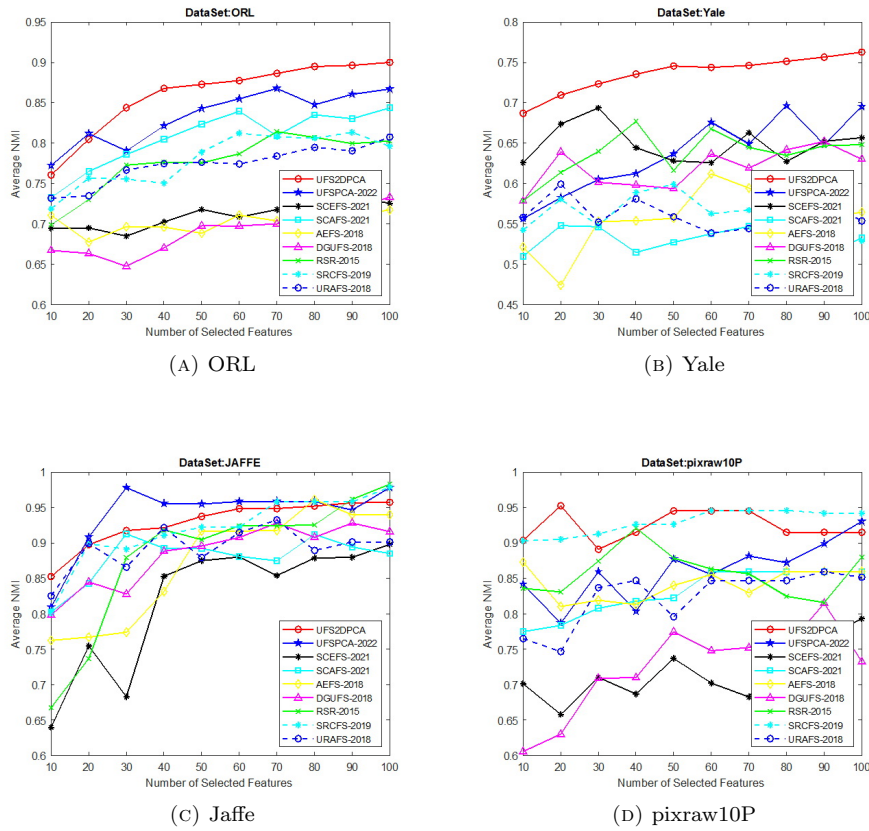 DataSet:ORL
0.95
0.9
0.85
0.8
0.75
0.7
0.65
0.6
Average NMI
10 20 30 40 50 60 70 80 90 100
Number of Selected Features
UFS2DPCA
UFSPCA-2022
SCEFS-2021
SCAFS-2021
AEFS-2018
DGUFS-2018
RSR-2015
SRCFS-2019
URAFS-2018
(A) ORL
DataSet:Yale
0.8
0.75
0.7
0.65
0.6
0.55
0.5
0.45
Average NMI
10 20 30 40 50 60 70 80 90 100
Number of Selected Features
UFS2DPCA
UFSPCA-2022
SCEFS-2021
SCAFS-2021
AEFS-2018
DGUFS-2018
RSR-2015
SRCFS-2019
URAFS-2018
(B) Yale
DataSet:JAFFE
1
0.95
0.9
0.85
0.8
0.75
0.7
0.65
0.6
Average NMI
10 20 30 40 50 60 70 80 90 100
Number of Selected Features
UFS2DPCA
UFSPCA-2022
SCEFS-2021
SCAFS-2021
AEFS-2018
DGUFS-2018
RSR-2015
SRCFS-2019
URAFS-2018
(C) Jaffe
DataSet:pixraw10P
1
0.95
0.9
0.85
0.8
0.75
0.7
0.65
0.6
Average NMI
10 20 30 40 50 60 70 80 90 100
Number of Selected Features
UFS2DPCA
UFSPCA-2022
SCEFS-2021
SCAFS-2021
AEFS-2018
DGUFS-2018
RSR-2015
SRCFS-2019
URAFS-2018
(D) pixraw10P